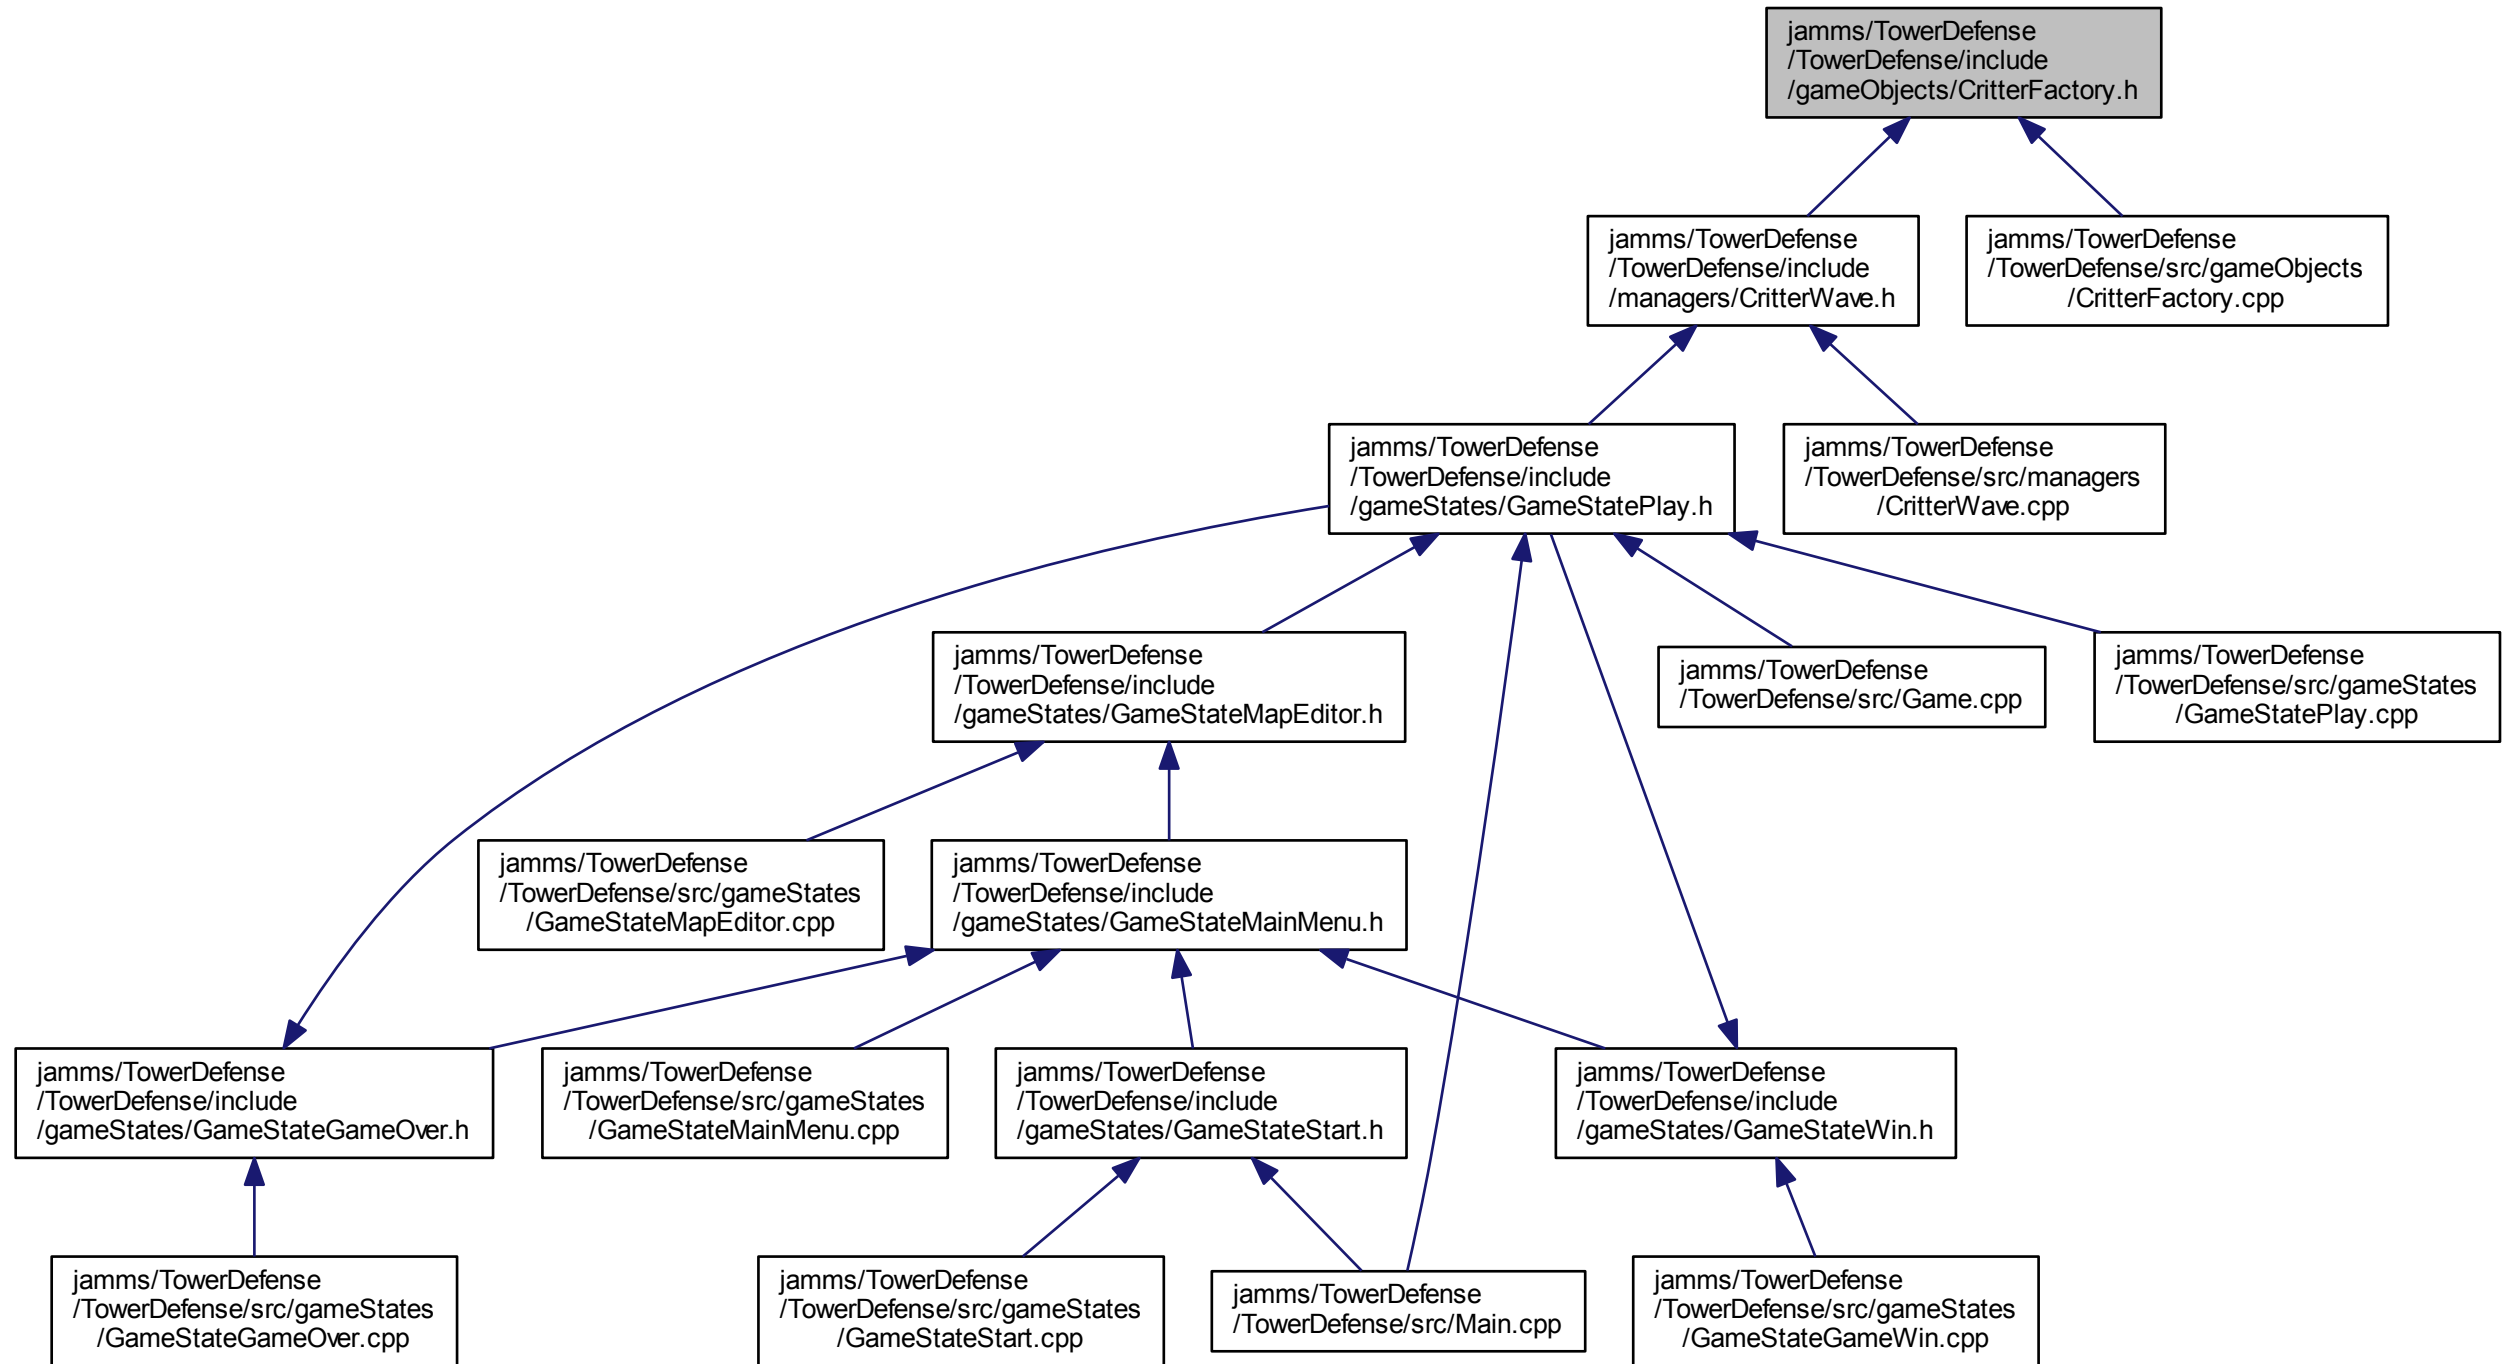 jamms/TowerDefense
/TowerDefense/include
/gameObjects/CritterFactory.h
jamms/TowerDefense
/TowerDefense/include
/managers/CritterWave.h
jamms/TowerDefense
/TowerDefense/src/gameObjects
/CritterFactory.cpp
jamms/TowerDefense
/TowerDefense/include
/gameStates/GameStatePlay.h
jamms/TowerDefense
/TowerDefense/src/managers
/CritterWave.cpp
jamms/TowerDefense
/TowerDefense/include
/gameStates/GameStateMapEditor.h
jamms/TowerDefense
/TowerDefense/src/Game.cpp
jamms/TowerDefense
/TowerDefense/src/gameStates
/GameStatePlay.cpp
jamms/TowerDefense
/TowerDefense/src/gameStates
/GameStateMapEditor.cpp
jamms/TowerDefense
/TowerDefense/include
/gameStates/GameStateMainMenu.h
jamms/TowerDefense
/TowerDefense/include
/gameStates/GameStateGameOver.h
jamms/TowerDefense
/TowerDefense/src/gameStates
/GameStateMainMenu.cpp
jamms/TowerDefense
/TowerDefense/include
/gameStates/GameStateStart.h
jamms/TowerDefense
/TowerDefense/include
/gameStates/GameStateWin.h
jamms/TowerDefense
/TowerDefense/src/gameStates
/GameStateGameOver.cpp
jamms/TowerDefense
/TowerDefense/src/gameStates
/GameStateStart.cpp
jamms/TowerDefense
/TowerDefense/src/Main.cpp
jamms/TowerDefense
/TowerDefense/src/gameStates
/GameStateGameWin.cpp